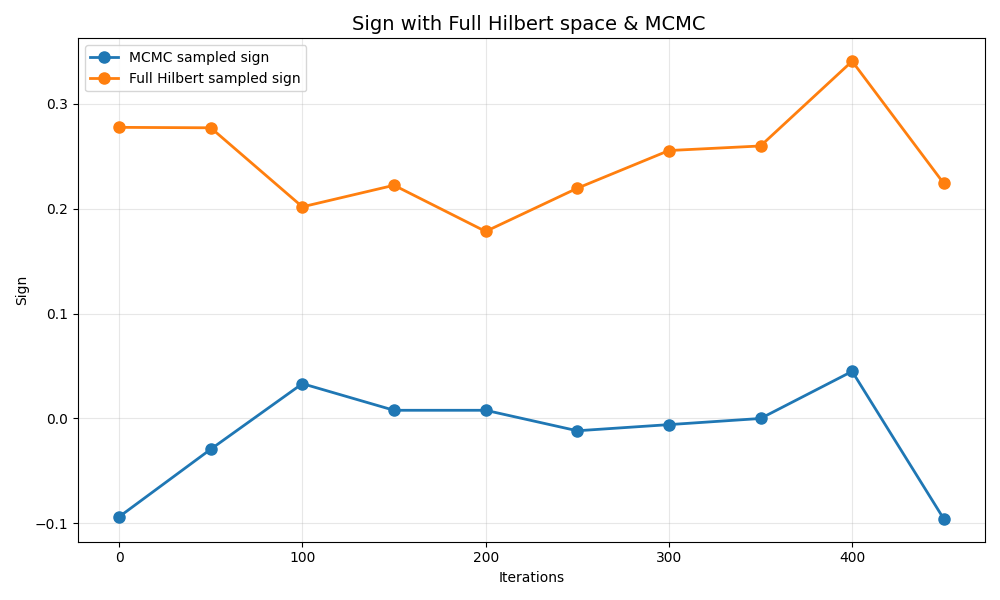 Sign with Full Hilbert space & MCMC
MCMC sampled sign
Full Hilbert sampled sign
Sign
0.3
0.2
0.1
0.0
−0.1
0 100 200 300 400
Iterations